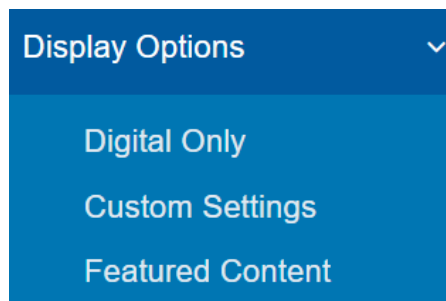 Display Options
Digital Only
Custom Settings
Featured Content